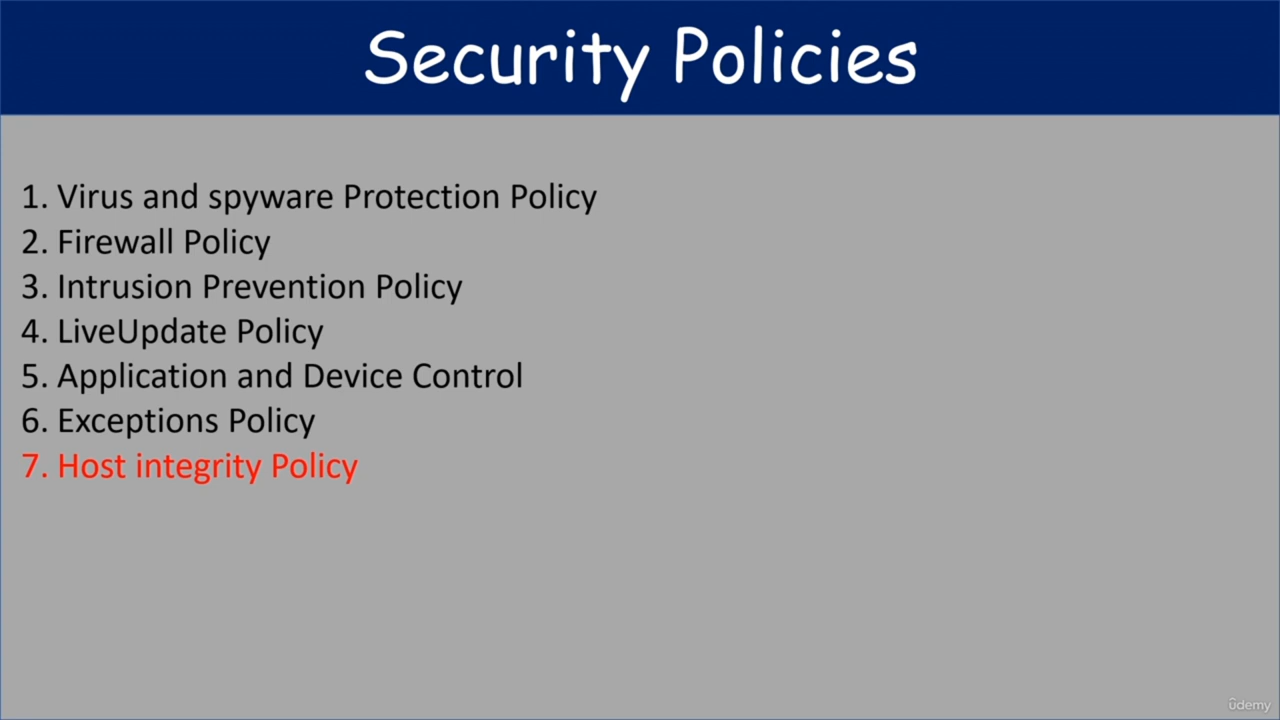 Security Policies
1. Virus and spyware Protection Policy
2. Firewall Policy
3. Intrusion Prevention Policy
4. LiveUpdate Policy
5. Application and Device Control
6. Exceptions Policy
7. Host integrity Policy
udemy